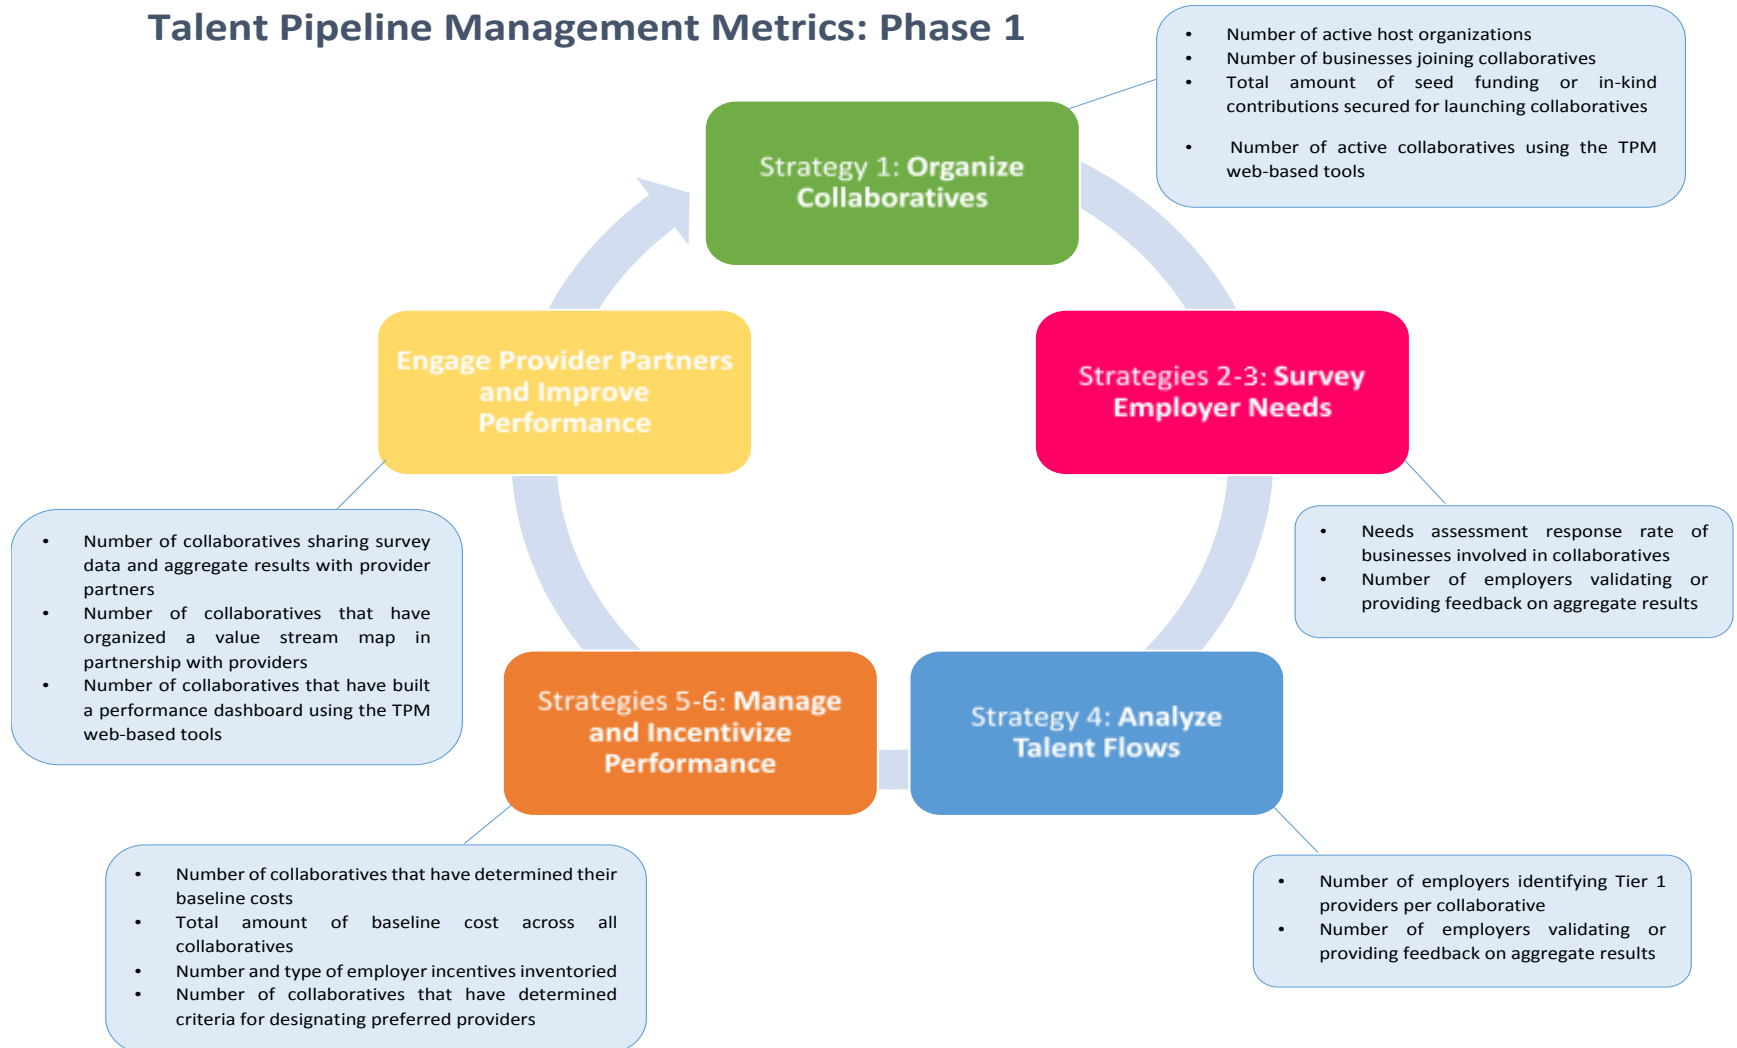 Talent Pipeline Management Metrics: Phase 1
• Number of active host organizations
• Number of businesses joining collaboratives
• Total amount of seed funding or in-kind
contributions secured for launching collaboratives
• Number of active collaboratives using the TPM
web-based tools
Strategy 1: Organize
Collaboratives
Engage Provider Partners
and Improve
Performance
Strategies 2-3: Survey
Employer Needs
• Needs assessment response rate of
businesses involved in collaboratives
• Number of employers validating or
providing feedback on aggregate results
• Number of collaboratives sharing survey
data and aggregate results with provider
partners
• Number of collaboratives that have
organized a value stream map in
partnership with providers
• Number of collaboratives that have built
a performance dashboard using the TPM
web-based tools
Strategies 5-6: Manage
and Incentivize
Performance
Strategy 4: Analyze
Talent Flows
• Number of collaboratives that have determined their
baseline costs
• Total amount of baseline cost across all
collaboratives
• Number and type of employer incentives inventoried
• Number of collaboratives that have determined
criteria for designating preferred providers
• Number of employers identifying Tier 1
providers per collaborative
• Number of employers validating or
providing feedback on aggregate results